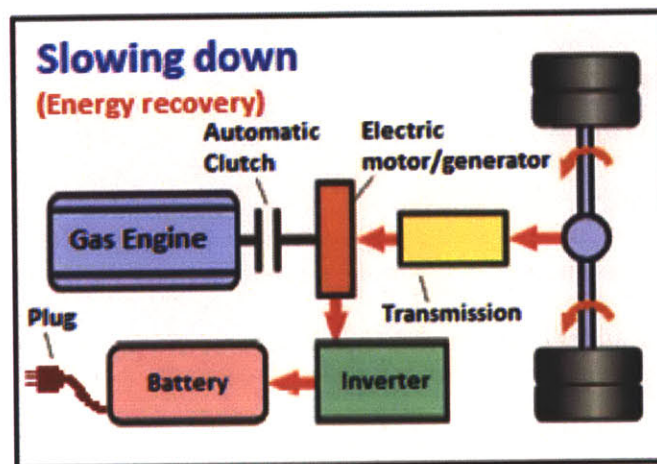 Slowing down
(Energy recovery)
Automatic
Clutch
Electric
motor/generator
Gas Engine
Transmission
Plug
Battery
Inverter